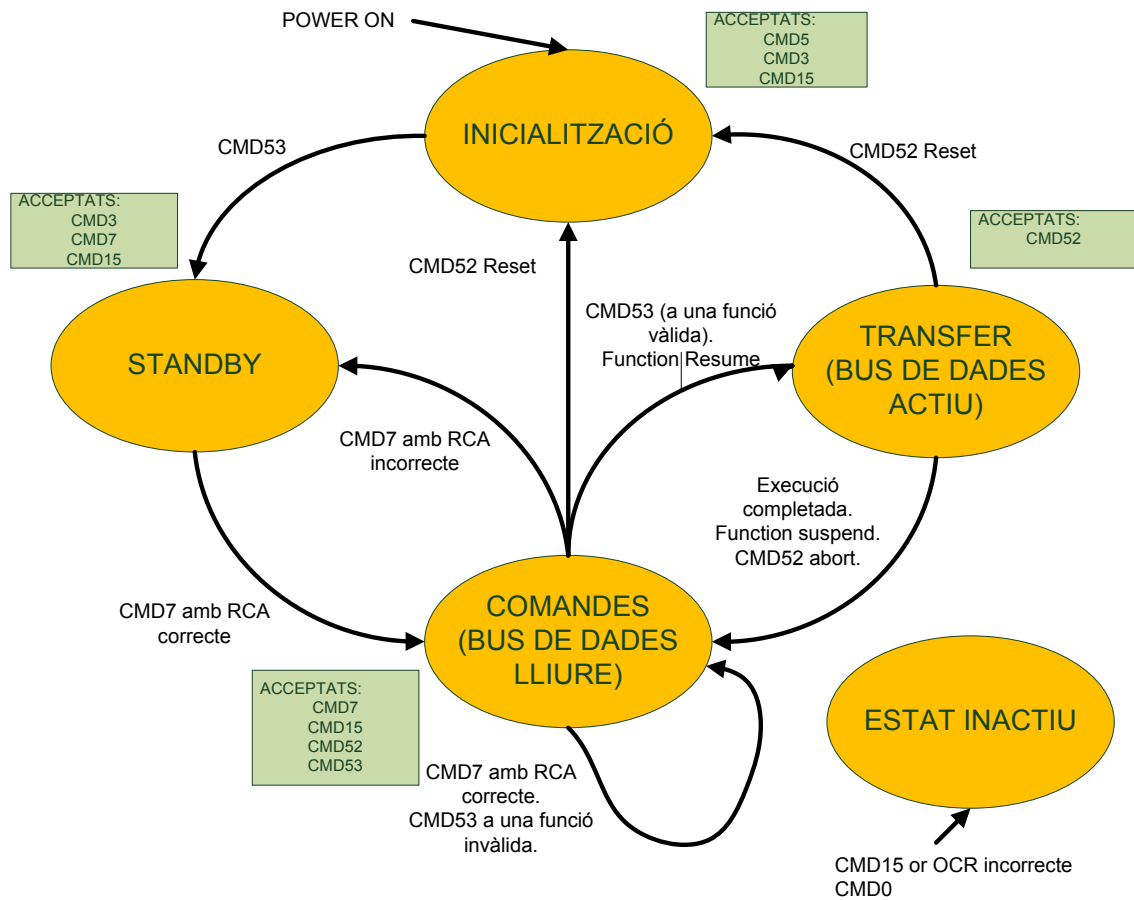 POWER ON
ACCEPTATS:
CMD5
CMD3
CMD15
INICIALITZACIÓ
CMD53
CMD52 Reset
ACCEPTATS:
CMD3
CMD7
CMD15
ACCEPTATS:
CMD52
CMD52 Reset
CMD53 (a una funció
vàlida).
Function Resume
STANDBY
TRANSFER
(BUS DE DADES
ACTIU)
CMD7 amb RCA
incorrecte
Execució
completada.
Function suspend.
CMD52 abort.
CMD7 amb RCA
correcte
COMANDES
(BUS DE DADES
LLIURE)
ACCEPTATS:
CMD7
CMD15
CMD52
CMD53
ESTAT INACTIU
CMD7 amb RCA
correcte.
CMD53 a una funció
invàlida.
CMD15 or OCR incorrecte
CMD0